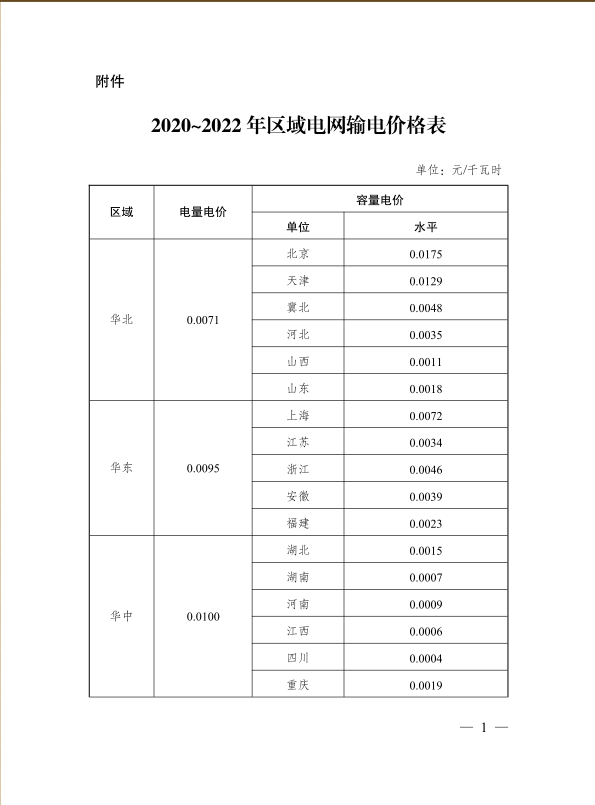 附件
2020~2022 年区域电网输电价格表
单位：元/千瓦时
区域 电量电价 容量电价
单位 水平
华北 0.0071 北京 0.0175
天津 0.0129
冀北 0.0048
河北 0.0035
山西 0.0011
山东 0.0018
华东 0.0095 上海 0.0072
江苏 0.0034
浙江 0.0046
安徽 0.0039
福建 0.0023
华中 0.0100 湖北 0.0015
湖南 0.0007
河南 0.0009
江西 0.0006
四川 0.0004
重庆 0.0019
— 1 —